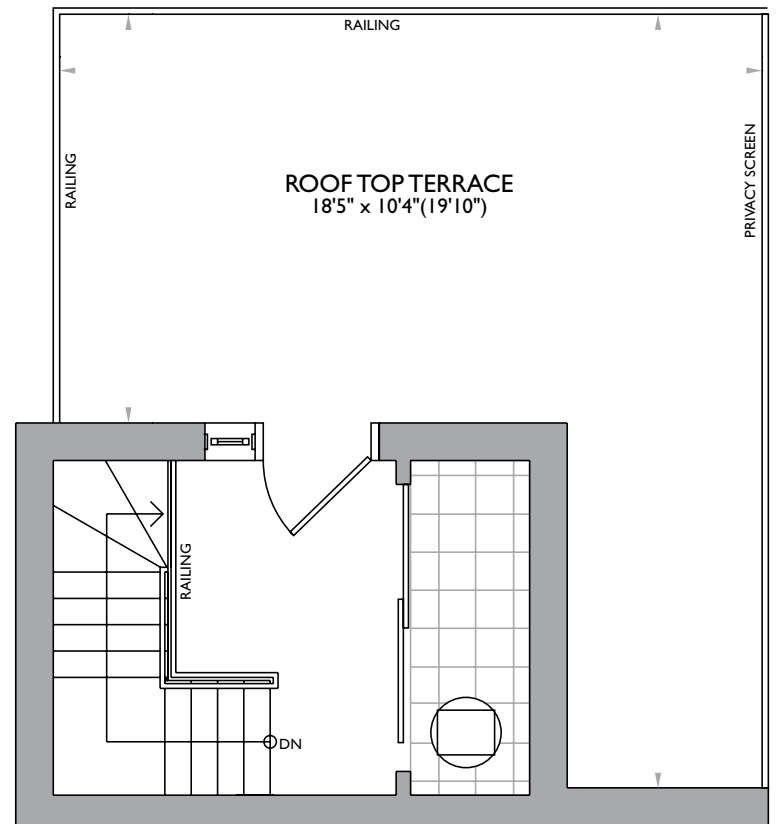 RAILING
RAILING
PRIVACY SCREEN
ROOF TOP TERRACE
18'5" x 10'4"(19'10")
RAILING
DN